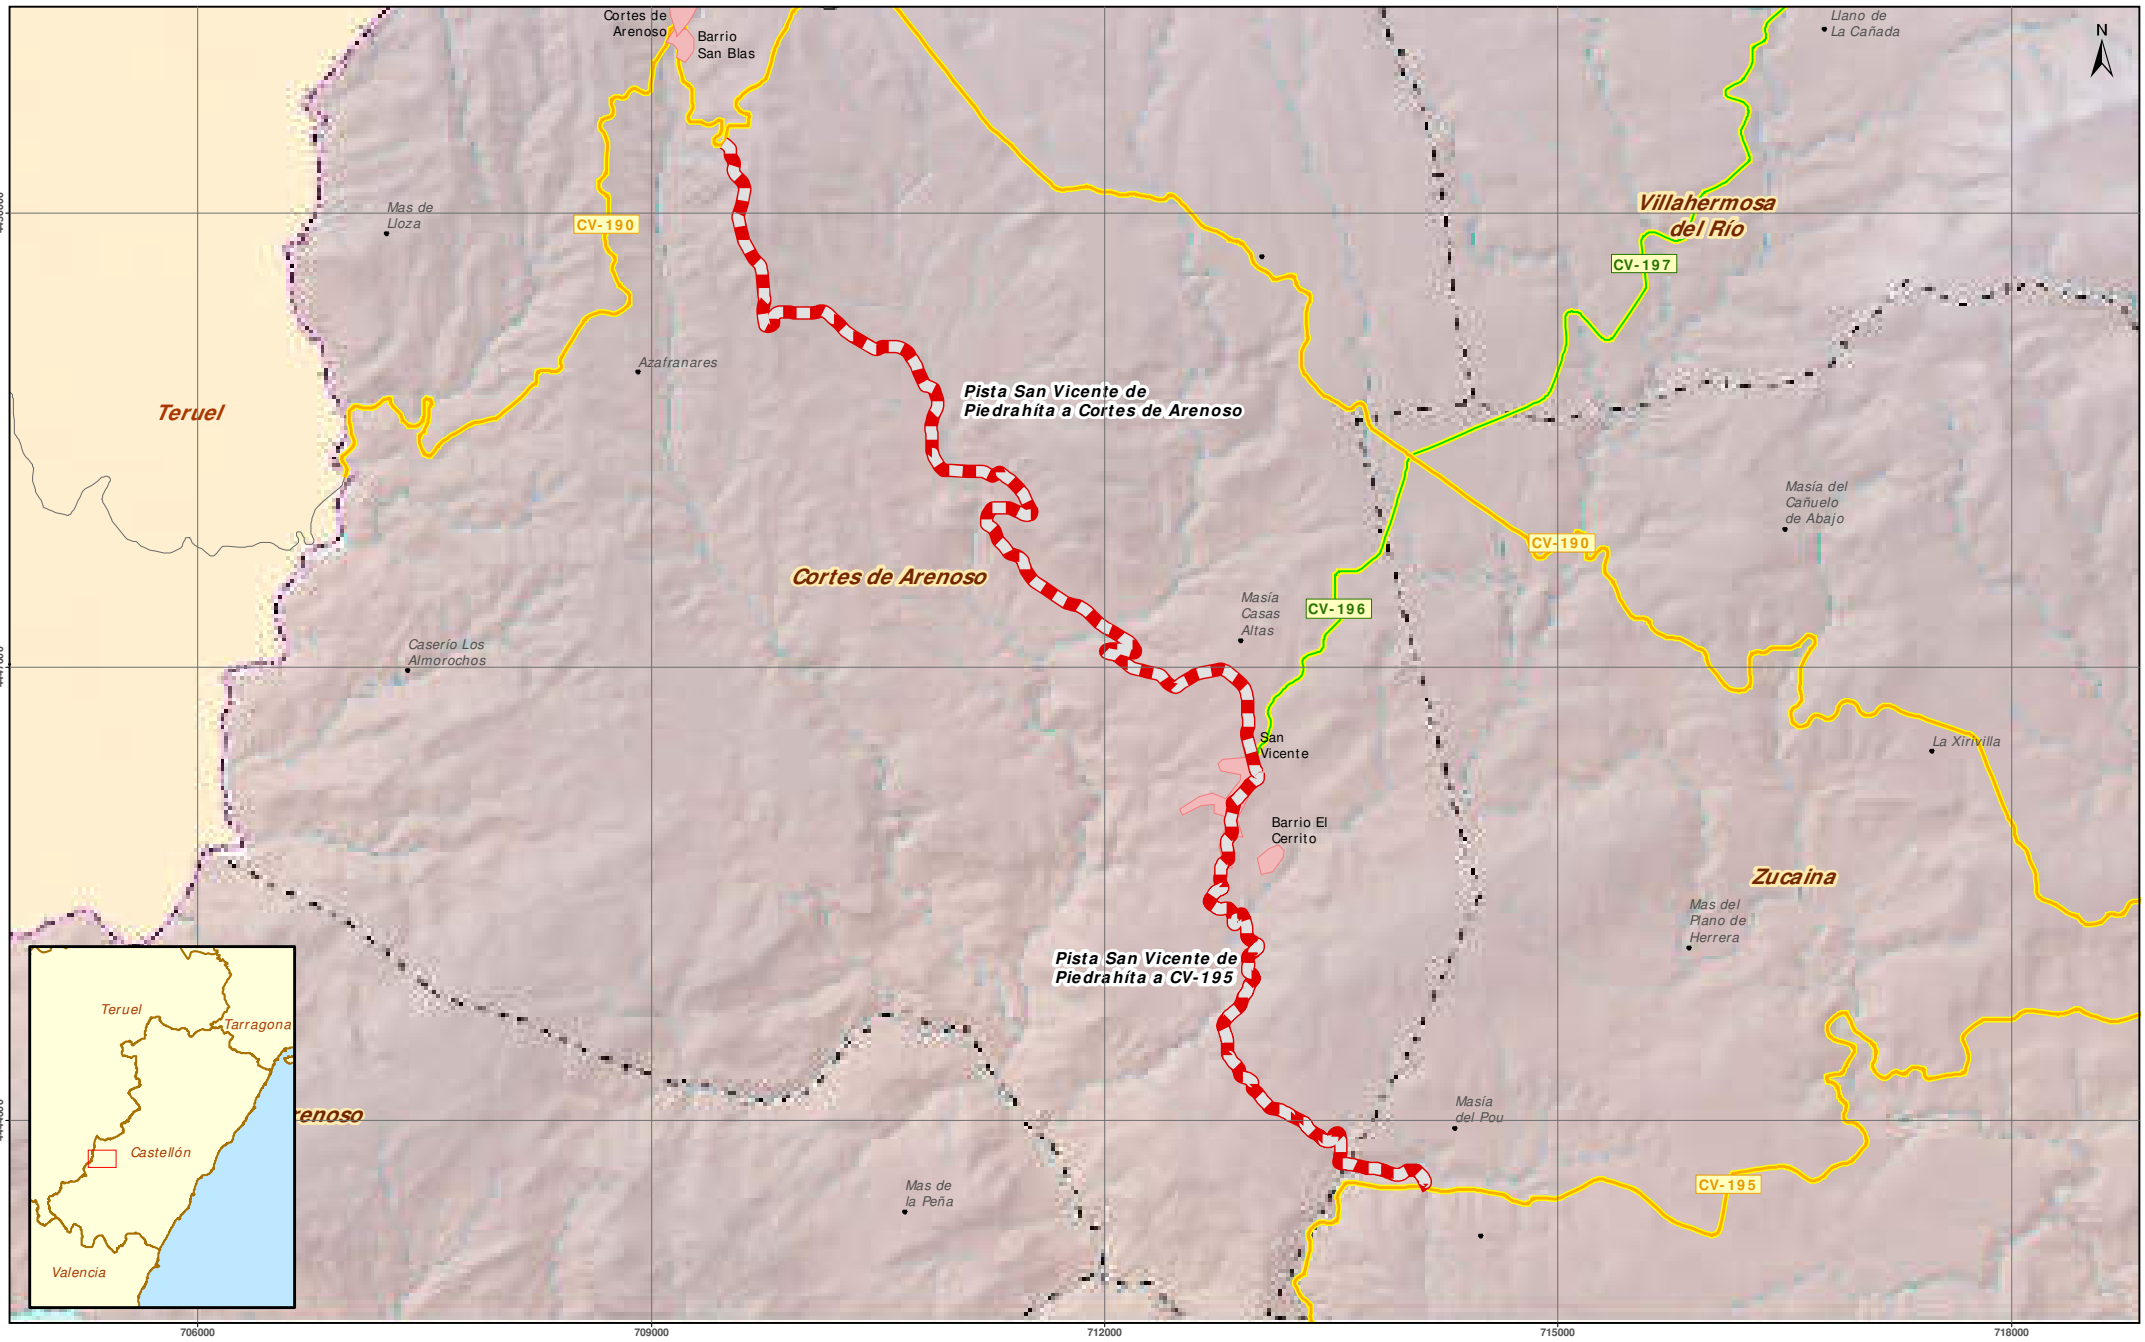 Cortes de
Arenoso
Barrio
San Blas
Llano de
La Cañada
N
Mas de
Lloza
CV-190
Villahermosa
del Río
CV-197
Azafranares
Teruel
Pista San Vicente de
Piedrahíta a Cortes de Arenoso
Masía del
Cañuelo
de Abajo
CV-190
Cortes de Arenoso
Masía
Casas
Altas
CV-196
Caserío Los
Almorochos
San
Vicente
La Xirivilla
Barrio El
Cerrito
Zucaina
Mas del
Plano de
Herrera
Pista San Vicente de
Piedrahíta a CV-195
Teruel
Tarragona
Castellón
Valencia
renoso
Masía
del Pou
Mas de
la Peña
CV-195
706000
709000
712000
715000
718000